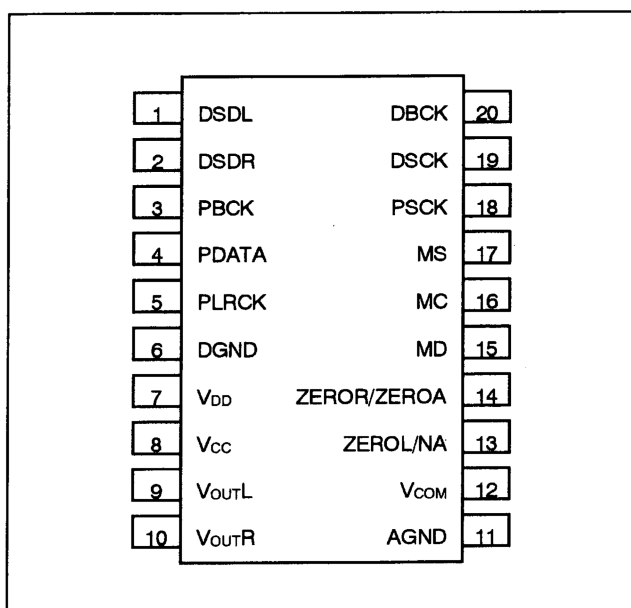 1 DSDL DBCK 20
2 DSDR DSCK 19
3 PBCK PSCK 18
4 PDATA MS 17
5 PLRCK MC 16
6 DGND MD 15
7 VDD ZEROR/ZEROA 14
8 VCC ZEROL/NA 13
9 VOUTL VCOM 12
10 VOUTR AGND 11